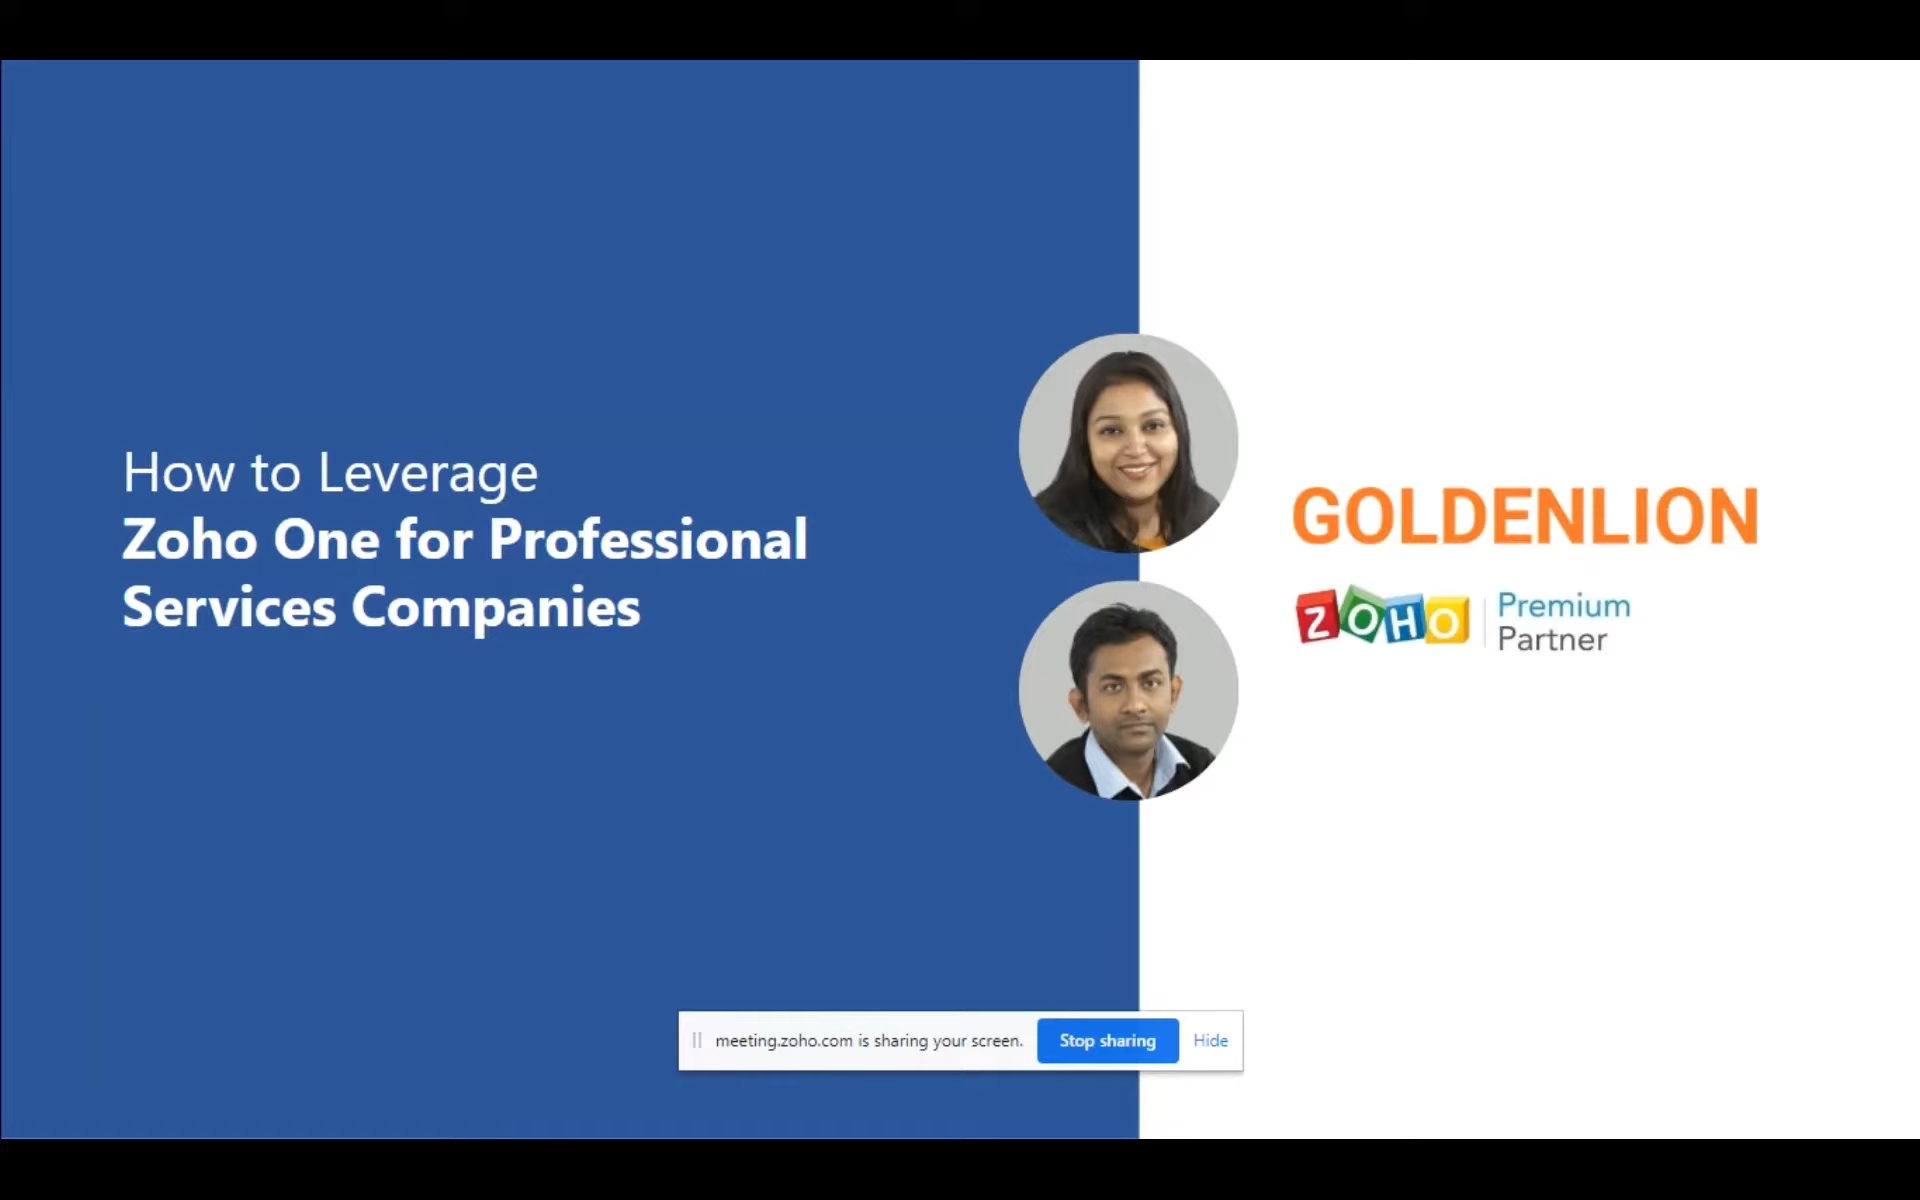 How to Leverage
Zoho One for Professional
Services Companies
GOLDENLION
ZOHO
Premium
Partner
meeting.zoho.com is sharing your screen.
Stop sharing
Hide